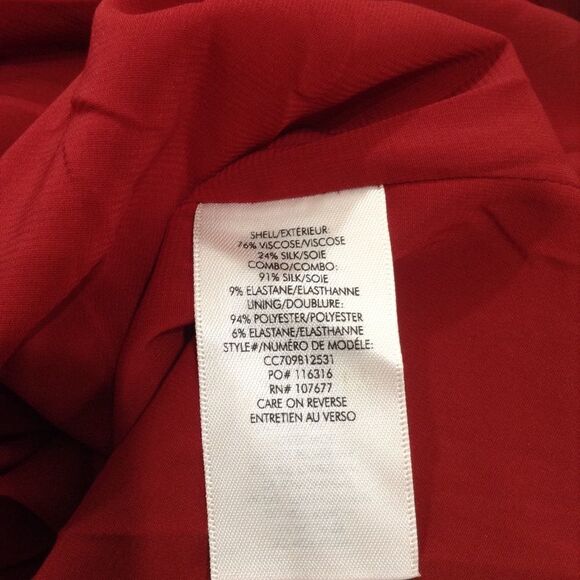 SHELL/EXTÉRIEUR:
76% VISCOSE/VISCOSE
24% SILK/SOIE
COMBO/COMBO:
91% SILK/SOIE
9% ELASTANE/ELASTHANNE
LINING/DOUBLURE:
94% POLYESTER/POLYESTER
6% ELASTANE/ELASTHANNE
STYLE#/NUMÉRO DE MODÈLE:
CC709B12531
PO# 116316
RN# 107677
CARE ON REVERSE
ENTRETIEN AU VERSO